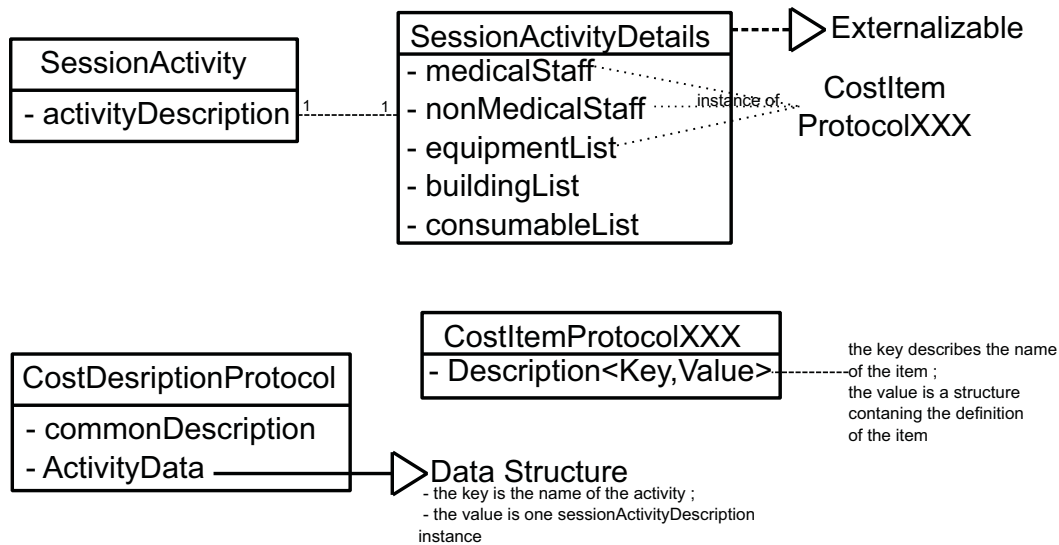 SessionActivity
- activityDescription
1
1
SessionActivityDetails
- medicalStaff
- nonMedicalStaff
- equipmentList
- buildingList
- consumableList
instance of
Externalizable
CostItem
ProtocolXXX
CostDesriptionProtocol
- commonDescription
- ActivityData
CostItemProtocolXXX
- Description<Key,Value>
the key describes the name
of the item ;
the value is a structure
contaning the definition
of the item
Data Structure
- the key is the name of the activity ;
- the value is one sessionActivityDescription
instance